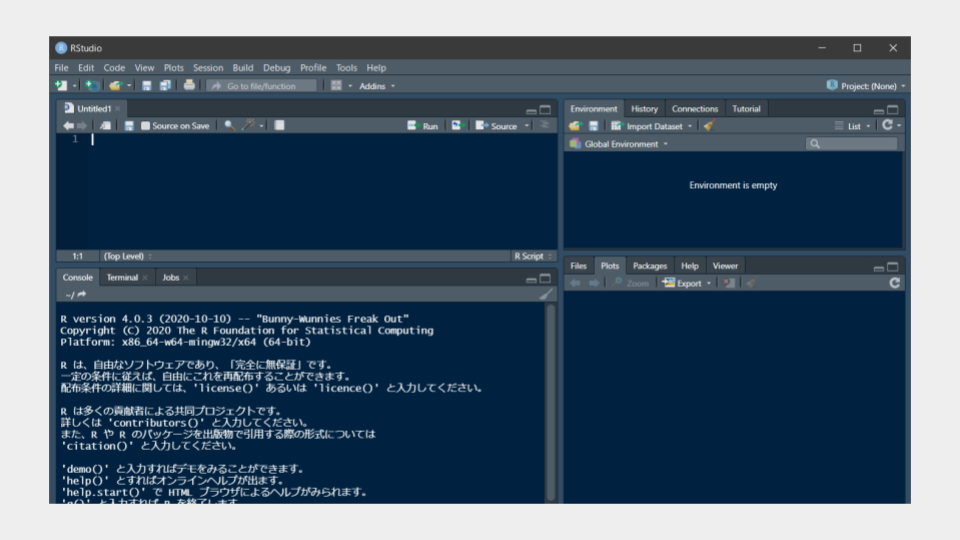 RStudio
File Edit Code View Plots Session Build Debug Profile Tools Help
Go to file/function Addins Project: (None)
Untitled1
Source on Save Run Source
1
1:1 (Top Level) R Script
Environment History Connections Tutorial
Import Dataset List
Global Environment
Environment is empty
Files Plots Packages Help Viewer
Zoom Export
Console Terminal Jobs
~/
R version 4.0.3 (2020-10-10) -- "Bunny-Wunnies Freak Out"
Copyright (C) 2020 The R Foundation for Statistical Computing
Platform: x86_64-w64-mingw32/x64 (64-bit)
R は、自由なソフトウェアであり、「完全に無保証」です。
一定の条件に従えば、自由にこれを再配布することができます。
配布条件の詳細に関しては、'license()' あるいは 'licence()' と入力してください。
R は多くの貢献者による共同プロジェクトです。
詳しくは 'contributors()' と入力してください。
また、R や R のパッケージを出版物で引用する際の形式については
'citation()' と入力してください。
'demo()' と入力すればデモをみることができます。
'help()' とすればオンラインヘルプが出ます。
'help.start()' で HTML ブラウザによるヘルプがみられます。
'q()' と入力すれば R を終了します